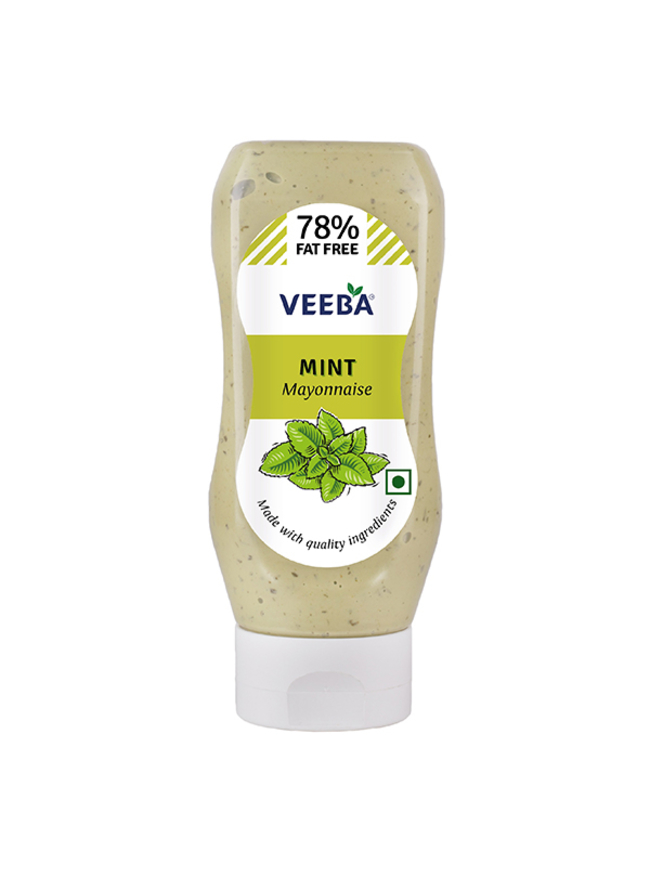 78%
FAT FREE
VEEBA®
MINT
Mayonnaise
Made with quality ingredients